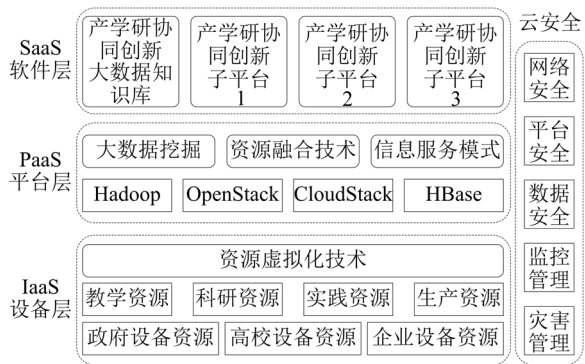 SaaS
软件层
产学研协
同创新
大数据知
识库
产学研协
同创新
子平台
1
产学研协
同创新
子平台
2
产学研协
同创新
子平台
3
PaaS
平台层
大数据挖掘
资源融合技术
信息服务模式
Hadoop
OpenStack
CloudStack
HBase
IaaS
设备层
资源虚拟化技术
教学资源
科研资源
实践资源
生产资源
政府设备资源
高校设备资源
企业设备资源
云安全
网络
安全
平台
安全
数据
安全
监控
管理
灾害
管理